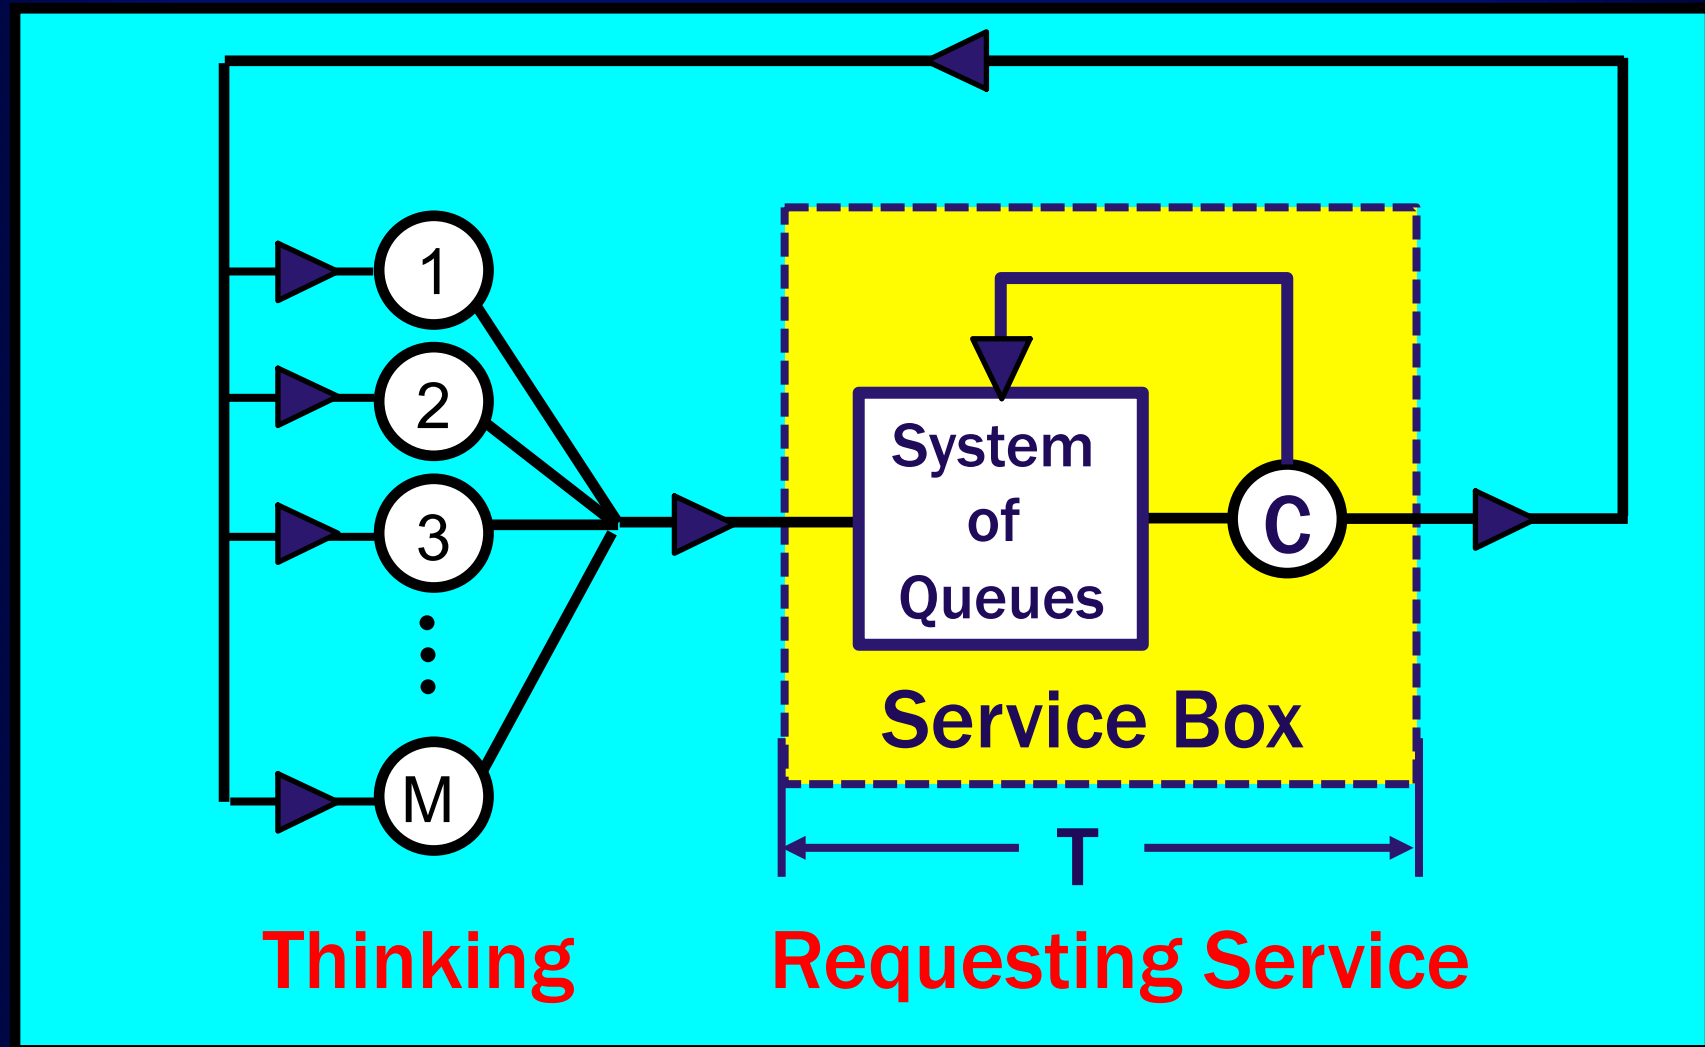 1
2
3
M
System
of
Queues
C
Service Box
T
Thinking
Requesting Service